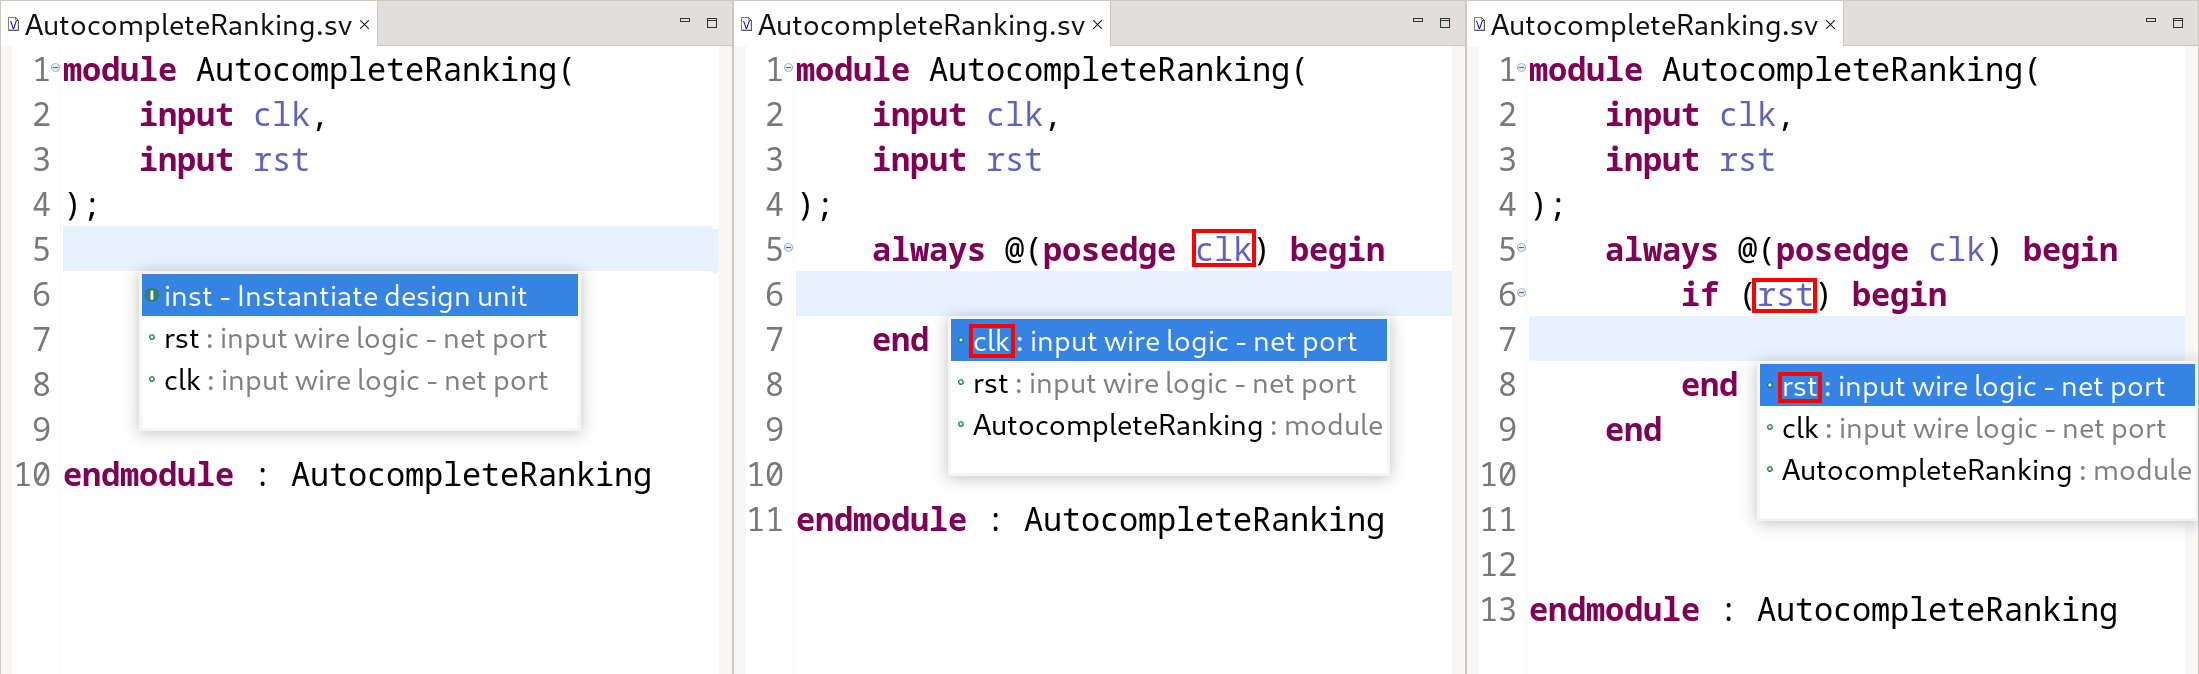 AutocompleteRanking.sv
1 module AutocompleteRanking(
2 input clk,
3 input rst
4 );
5
6
7
8
9
10 endmodule : AutocompleteRanking
inst - Instantiate design unit
rst : input wire logic - net port
clk : input wire logic - net port
AutocompleteRanking.sv
1 module AutocompleteRanking(
2 input clk,
3 input rst
4 );
5 always @(posedge clk) begin
6
7 end
8
9
10
11 endmodule : AutocompleteRanking
clk : input wire logic - net port
rst : input wire logic - net port
AutocompleteRanking : module
AutocompleteRanking.sv
1 module AutocompleteRanking(
2 input clk,
3 input rst
4 );
5 always @(posedge clk) begin
6 if (rst) begin
7
8 end
9 end
10
11
12
13 endmodule : AutocompleteRanking
rst : input wire logic - net port
clk : input wire logic - net port
AutocompleteRanking : module